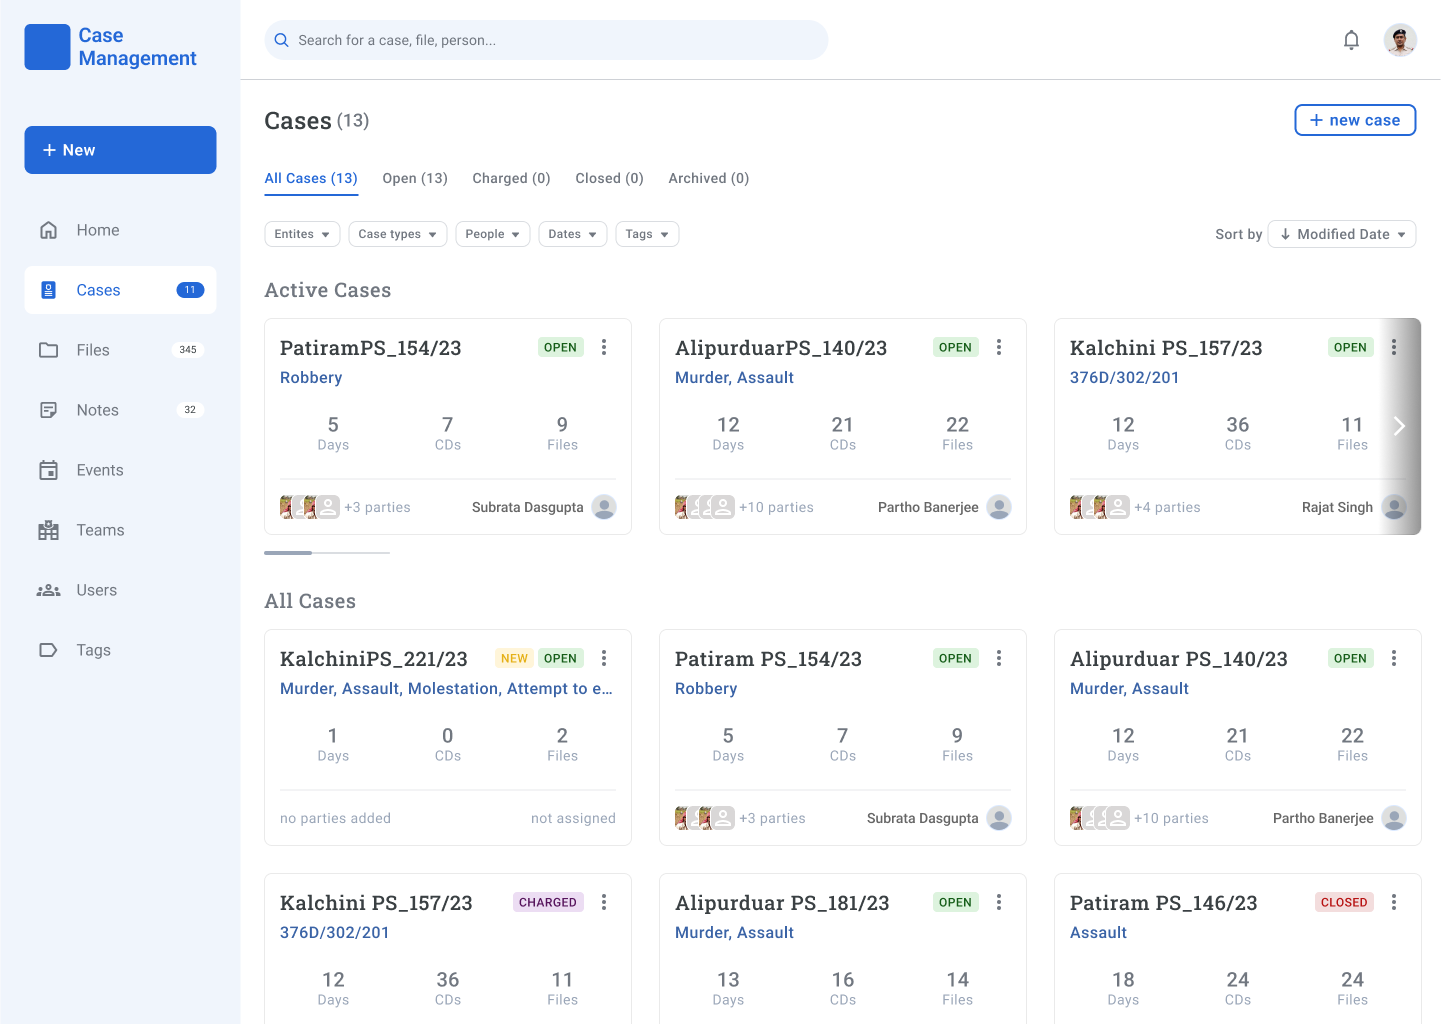 Case
Management
Search for a case, file, person...
+ New
Home
Cases 11
Files 345
Notes 32
Events
Teams
Users
Tags
Cases (13)
+ new case
All Cases (13) Open (13) Charged (0) Closed (0) Archived (0)
Entites Case types People Dates Tags
Sort by ↓ Modified Date
Active Cases
PatiramPS_154/23 OPEN
Robbery
5 7 9
Days CDs Files
+3 parties Subrata Dasgupta
AlipurduarPS_140/23 OPEN
Murder, Assault
12 21 22
Days CDs Files
+10 parties Partho Banerjee
Kalchini PS_157/23 OPEN
376D/302/201
12 36 11
Days CDs Files
+4 parties Rajat Singh
All Cases
KalchiniPS_221/23 NEW OPEN
Murder, Assault, Molestation, Attempt to e...
1 0 2
Days CDs Files
no parties added not assigned
Patiram PS_154/23 OPEN
Robbery
5 7 9
Days CDs Files
+3 parties Subrata Dasgupta
Alipurduar PS_140/23 OPEN
Murder, Assault
12 21 22
Days CDs Files
+10 parties Partho Banerjee
Kalchini PS_157/23 CHARGED
376D/302/201
12 36 11
Days CDs Files
Alipurduar PS_181/23 OPEN
Murder, Assault
13 16 14
Days CDs Files
Patiram PS_146/23 CLOSED
Assault
18 24 24
Days CDs Files